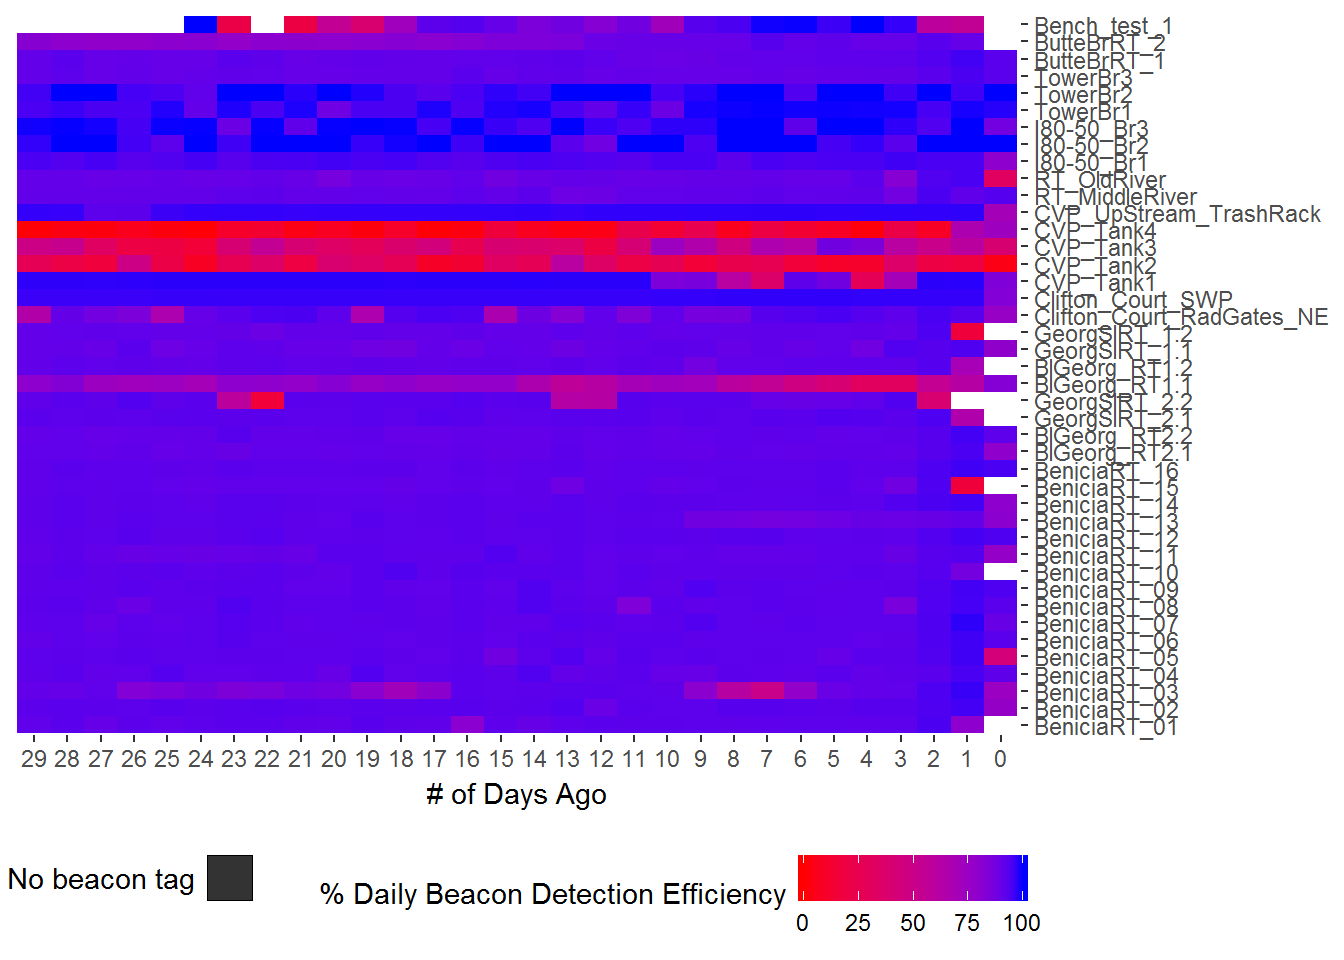 Bench_test_1
ButteBrRT_2
ButteBrRT_1
TowerBr3
TowerBr2
TowerBr1
I80-50_Br3
I80-50_Br2
I80-50_Br1
RT_OldRiver
RT_MiddleRiver
CVP_UpStream_TrashRack
CVP_Tank4
CVP_Tank3
CVP_Tank2
CVP_Tank1
Clifton_Court_SWP
Clifton_Court_RadGates_NE
GeorgSlRT_1.2
GeorgSlRT_1.1
BlGeorg_RT1.2
BlGeorg_RT1.1
GeorgSlRT_2.2
GeorgSlRT_2.1
BlGeorg_RT2.2
BlGeorg_RT2.1
BeniciaRT_16
BeniciaRT_15
BeniciaRT_14
BeniciaRT_13
BeniciaRT_12
BeniciaRT_11
BeniciaRT_10
BeniciaRT_09
BeniciaRT_08
BeniciaRT_07
BeniciaRT_06
BeniciaRT_05
BeniciaRT_04
BeniciaRT_03
BeniciaRT_02
BeniciaRT_01
29 28 27 26 25 24 23 22 21 20 19 18 17 16 15 14 13 12 11 10 9 8 7 6 5 4 3 2 1 0
# of Days Ago
No beacon tag
% Daily Beacon Detection Efficiency
0 25 50 75 100